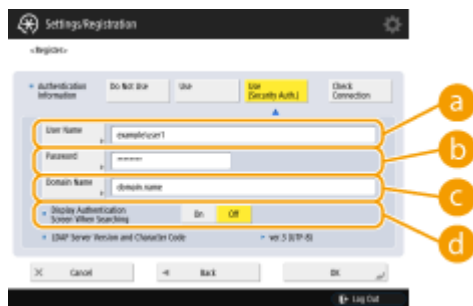 Settings/Registration
<Register>
Authentication Information
Do Not Use
Use
Use (Security Auth.)
Check Connection
a
User Name
example\user1
b
Password
********
c
Domain Name
domain.name
d
Display Authentication Screen When Searching
On
Off
LDAP Server Version and Character Code
ver.3 (UTF-8)
Cancel
Back
OK
Log Out